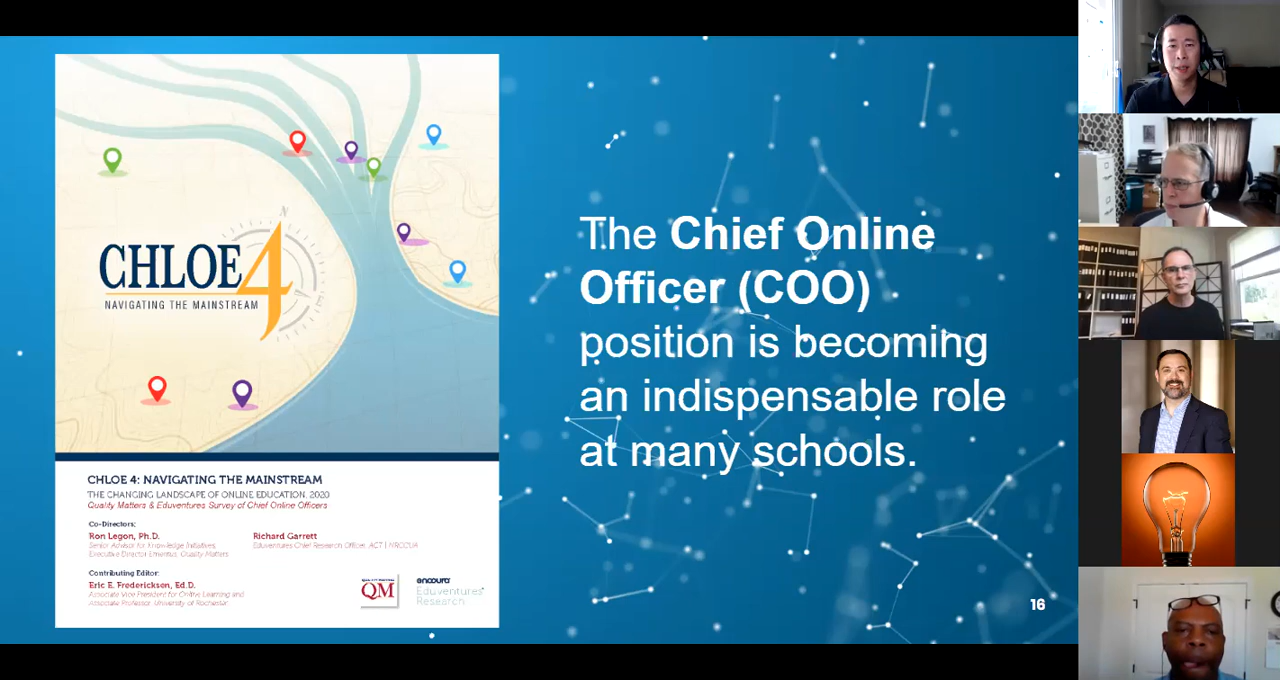 N
CHLOE 4
NAVIGATING THE MAINSTREAM
CHLOE 4: NAVIGATING THE MAINSTREAM
THE CHANGING LANDSCAPE OF ONLINE EDUCATION, 2020
Quality Matters & Eduventures Survey of Chief Online Officers
Co-Directors:
Ron Legon, Ph.D.
Senior Advisor for Knowledge Initiatives
Executive Director Emeritus, Quality Matters
Richard Garrett
Eduventures Chief Research Officer, ACT | NRCCUA
Contributing Editor:
Eric E. Fredericksen, Ed.D.
Associate Vice President for Online Learning and
Associate Professor, University of Rochester
QM
encoura
Eduventures
Research
The Chief Online
Officer (COO)
position is becoming
an indispensable role
at many schools.
16